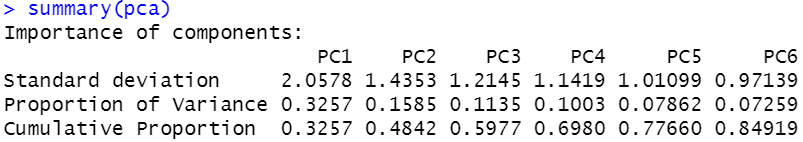 > summary(pca)
Importance of components:
PC1 PC2 PC3 PC4 PC5 PC6
Standard deviation 2.0578 1.4353 1.2145 1.1419 1.01099 0.97139
Proportion of Variance 0.3257 0.1585 0.1135 0.1003 0.07862 0.07259
Cumulative Proportion 0.3257 0.4842 0.5977 0.6980 0.77660 0.84919